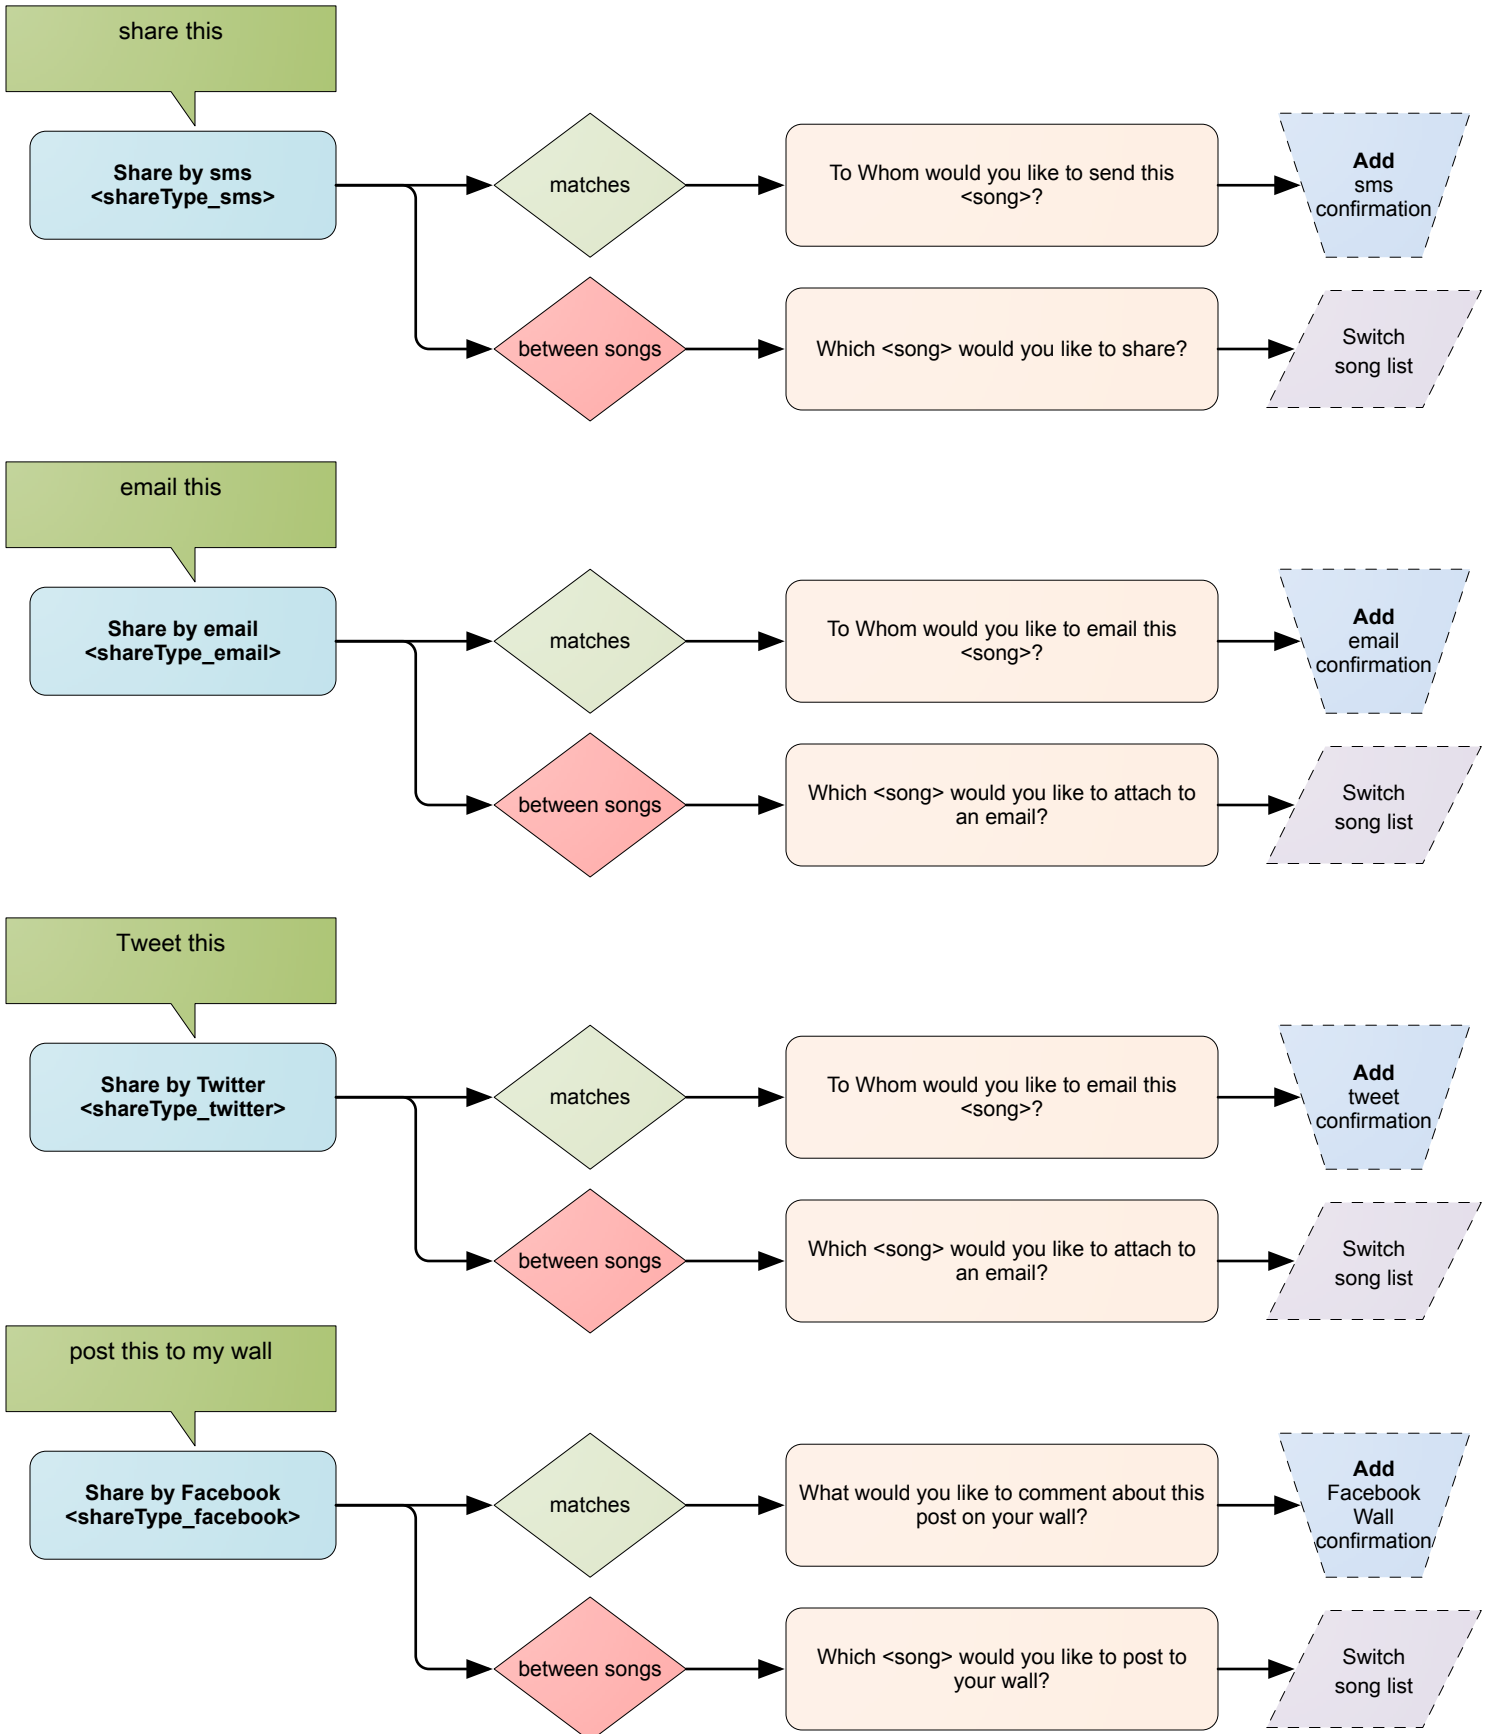 share this
Share by sms
<shareType_sms>
matches
To Whom would you like to send this
<song>?
Add
sms
confirmation
between songs
Which <song> would you like to share?
Switch
song list
email this
Share by email
<shareType_email>
matches
To Whom would you like to email this
<song>?
Add
email
confirmation
between songs
Which <song> would you like to attach to
an email?
Switch
song list
Tweet this
Share by Twitter
<shareType_twitter>
matches
To Whom would you like to email this
<song>?
Add
tweet
confirmation
between songs
Which <song> would you like to attach to
an email?
Switch
song list
post this to my wall
Share by Facebook
<shareType_facebook>
matches
What would you like to comment about this
post on your wall?
Add
Facebook
Wall
confirmation
between songs
Which <song> would you like to post to
your wall?
Switch
song list